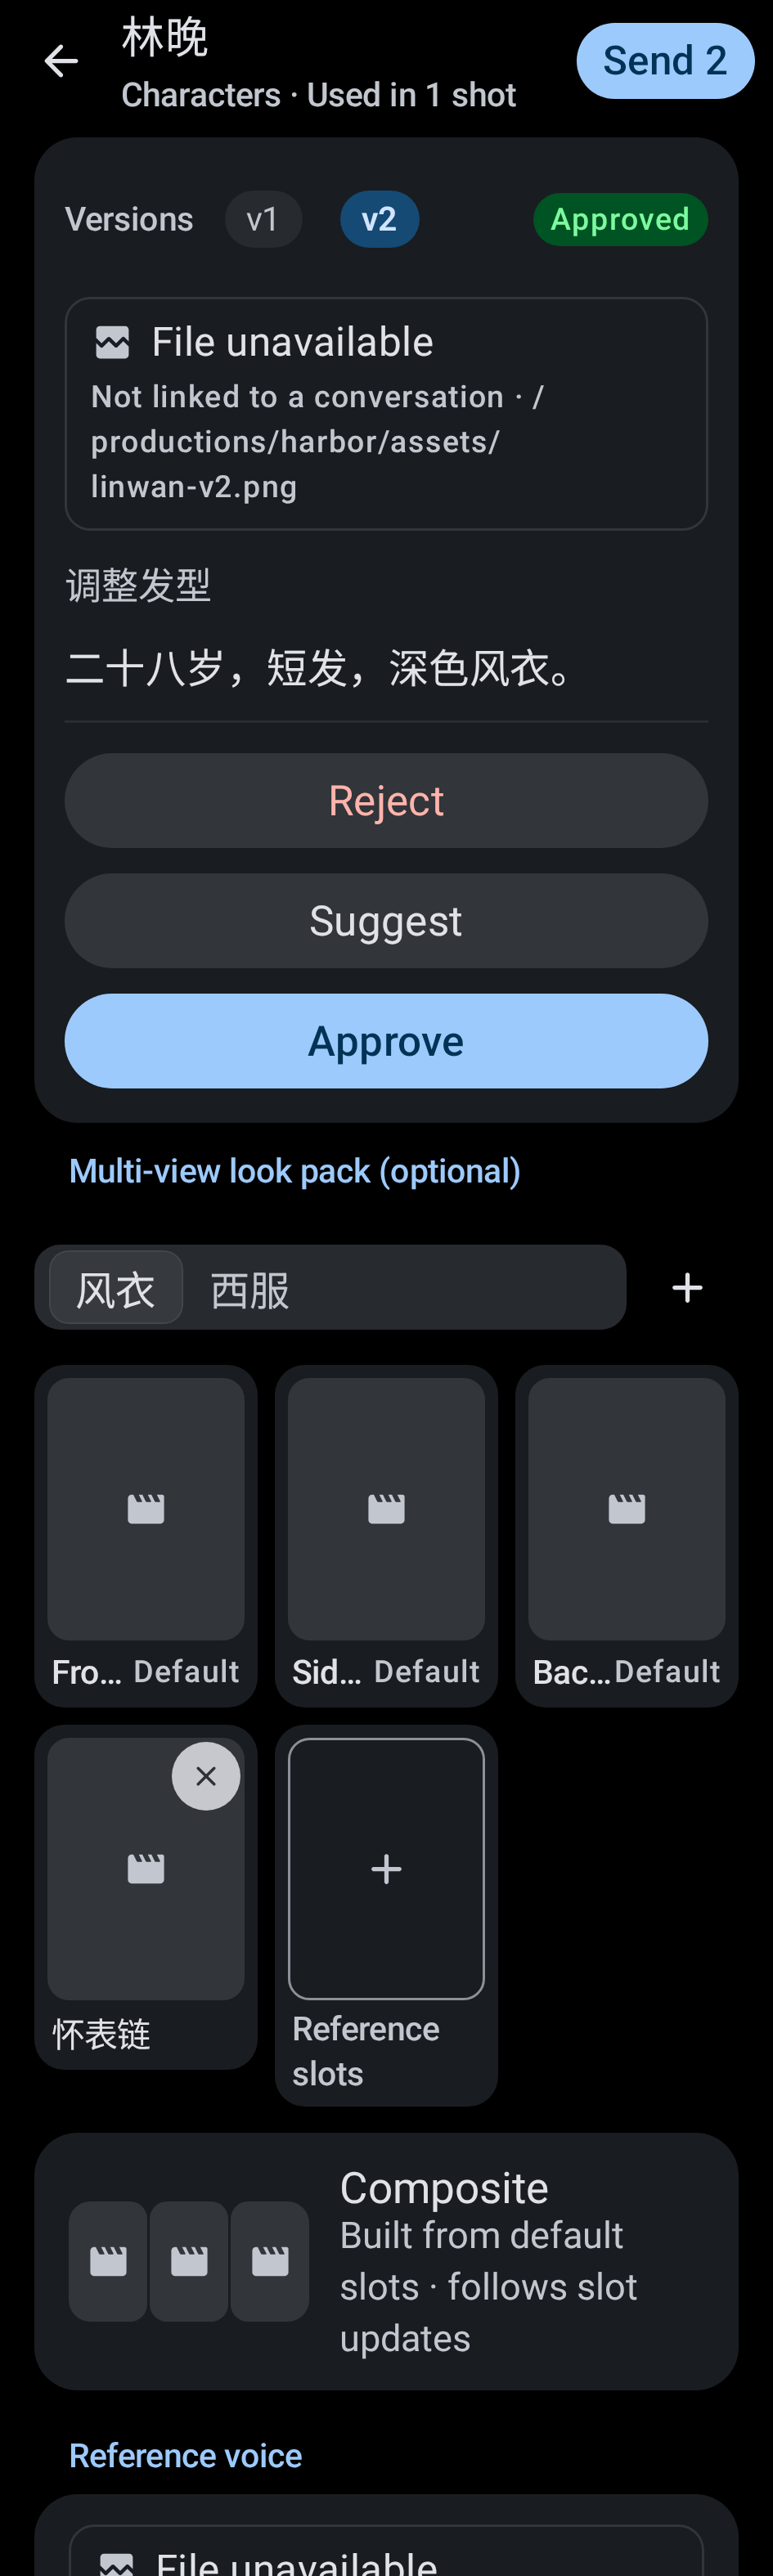 林晚
Characters · Used in 1 shot
Send 2
Versions v1 v2 Approved
File unavailable
Not linked to a conversation · /
productions/harbor/assets/
linwan-v2.png
调整发型
二十八岁，短发，深色风衣。
Reject
Suggest
Approve
Multi-view look pack (optional)
风衣 西服
Fro... Default Sid... Default Bac... Default
怀表链
Reference
slots
Composite
Built from default
slots · follows slot
updates
Reference voice
File unavailable